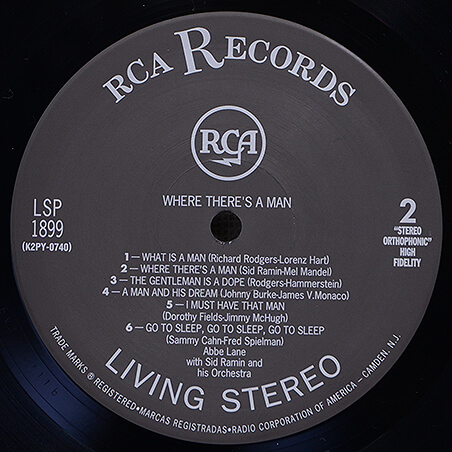 RCA RECORDS
RCA
WHERE THERE'S A MAN
LSP
1899
(K2PY-0740)
2
"STEREO
ORTHOPHONIC"
HIGH
FIDELITY
1—WHAT IS A MAN (Richard Rodgers-Lorenz Hart)
2—WHERE THERE'S A MAN (Sid Ramin-Mel Mandel)
3—THE GENTLEMAN IS A DOPE (Rodgers-Hammerstein)
4—A MAN AND HIS DREAM (Johnny Burke-James V.Monaco)
5—I MUST HAVE THAT MAN
(Dorothy Fields-Jimmy McHugh)
6—GO TO SLEEP, GO TO SLEEP, GO TO SLEEP
(Sammy Cahn-Fred Spielman)
Abbe Lane
with Sid Ramin and
his Orchestra
LIVING STEREO
TRADE MARKS ® REGISTERED•MARCAS REGISTRADAS•RADIO CORPORATION OF AMERICA – CAMDEN, N.J.